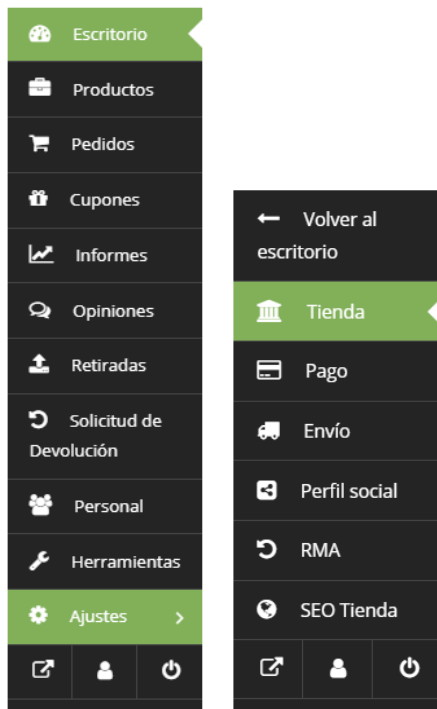 Escritorio
Productos
Pedidos
Cupones
Informes
Opiniones
Retiradas
Solicitud de
Devolución
Personal
Herramientas
Ajustes
Volver al
escritorio
Tienda
Pago
Envío
Perfil social
RMA
SEO Tienda